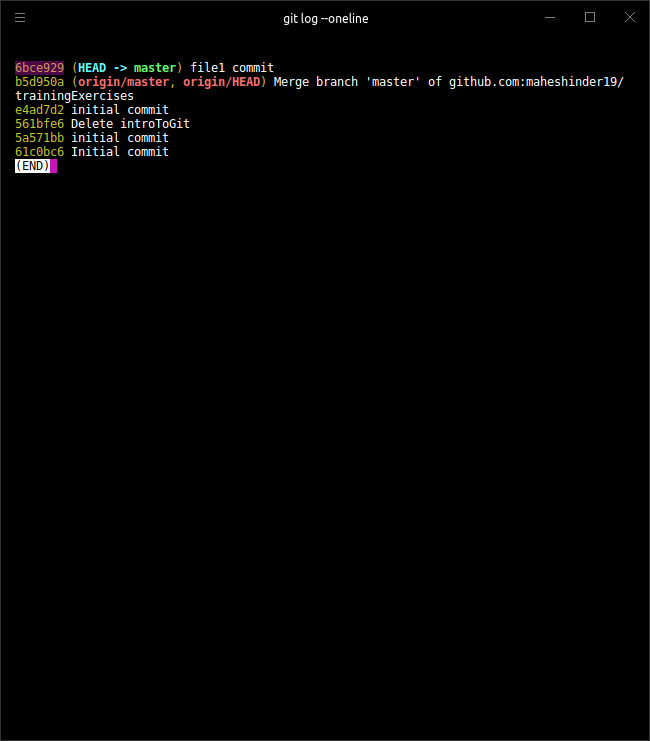 git log --oneline
6bce929 (HEAD -> master) file1 commit
b5d950a (origin/master, origin/HEAD) Merge branch 'master' of github.com:maheshinder19/
trainingExercises
e4ad7d2 initial commit
561bfe6 Delete introToGit
5a571bb initial commit
61c0bc6 Initial commit
(END)